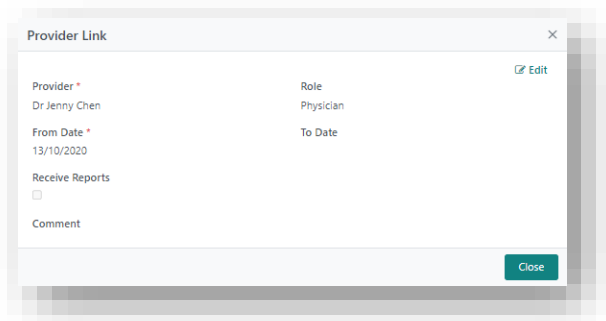 Provider Link
Edit
Provider * Role
Dr Jenny Chen Physician
From Date * To Date
13/10/2020
Receive Reports
Comment
Close